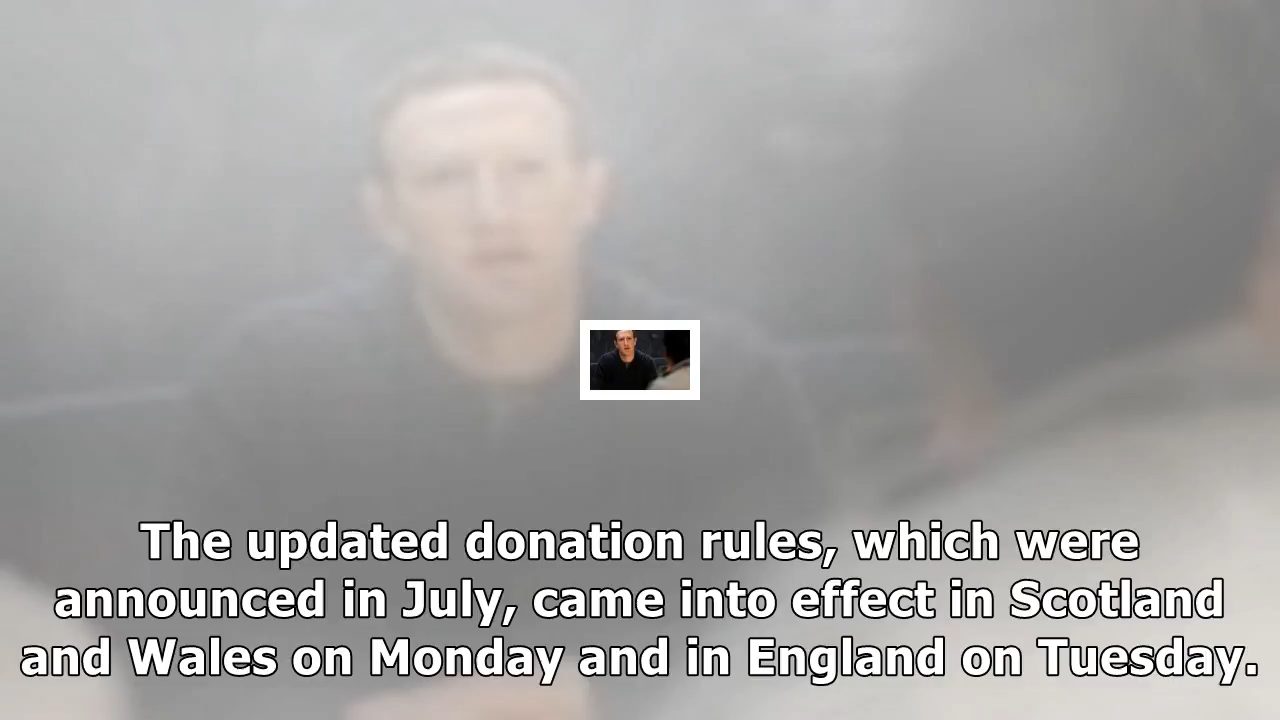 The updated donation rules, which were
announced in July, came into effect in Scotland
and Wales on Monday and in England on Tuesday.